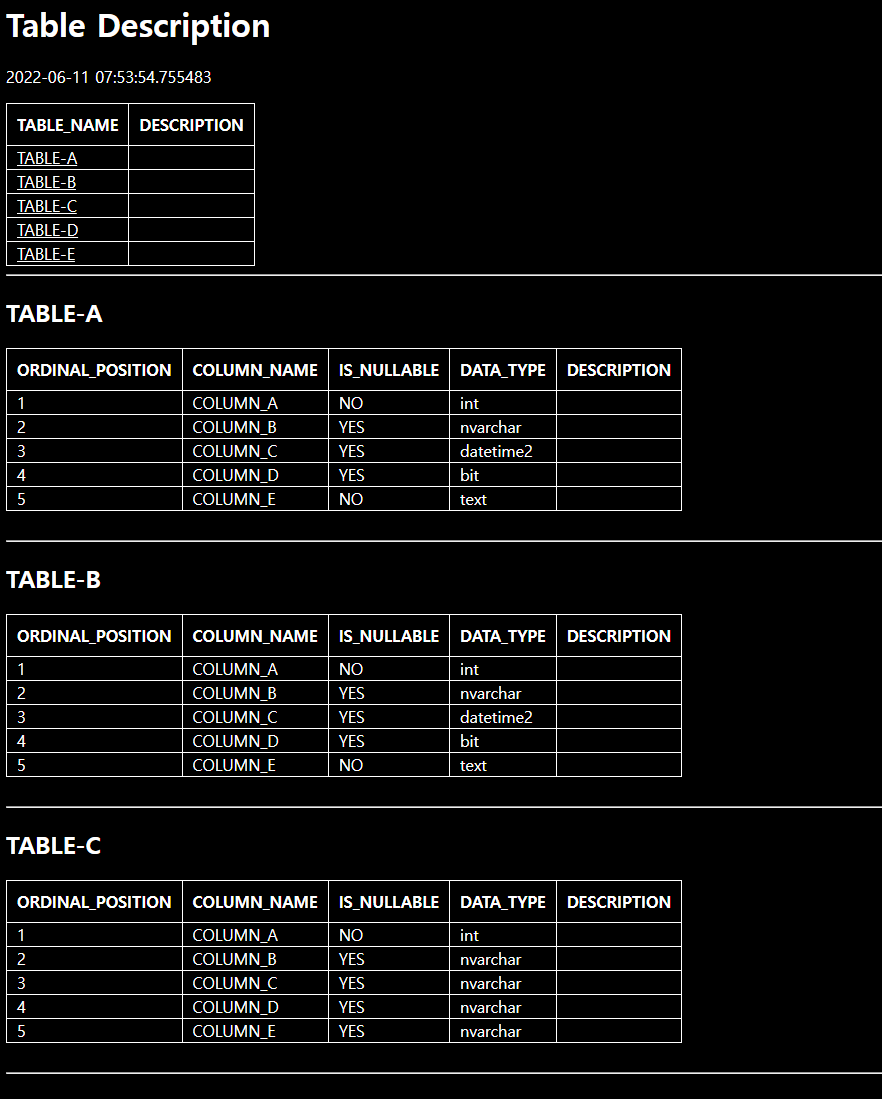 Table Description
2022-06-11 07:53:54.755483
TABLE_NAME DESCRIPTION
TABLE-A
TABLE-B
TABLE-C
TABLE-D
TABLE-E
TABLE-A
ORDINAL_POSITION COLUMN_NAME IS_NULLABLE DATA_TYPE DESCRIPTION
1 COLUMN_A NO int
2 COLUMN_B YES nvarchar
3 COLUMN_C YES datetime2
4 COLUMN_D YES bit
5 COLUMN_E NO text
TABLE-B
ORDINAL_POSITION COLUMN_NAME IS_NULLABLE DATA_TYPE DESCRIPTION
1 COLUMN_A NO int
2 COLUMN_B YES nvarchar
3 COLUMN_C YES datetime2
4 COLUMN_D YES bit
5 COLUMN_E NO text
TABLE-C
ORDINAL_POSITION COLUMN_NAME IS_NULLABLE DATA_TYPE DESCRIPTION
1 COLUMN_A NO int
2 COLUMN_B YES nvarchar
3 COLUMN_C YES nvarchar
4 COLUMN_D YES nvarchar
5 COLUMN_E YES nvarchar